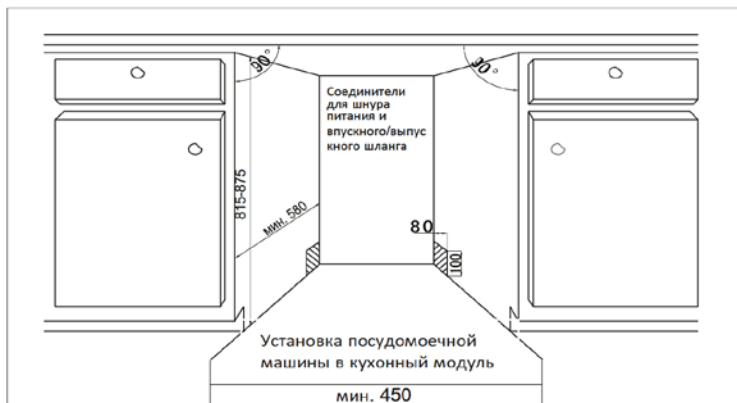 90°
90°
Соединители
для шнура
питания и
впускного/выпус
кного шланга
815-875
мин. 580
80
100
Установка посудомоечной
машины в кухонный модуль
мин. 450